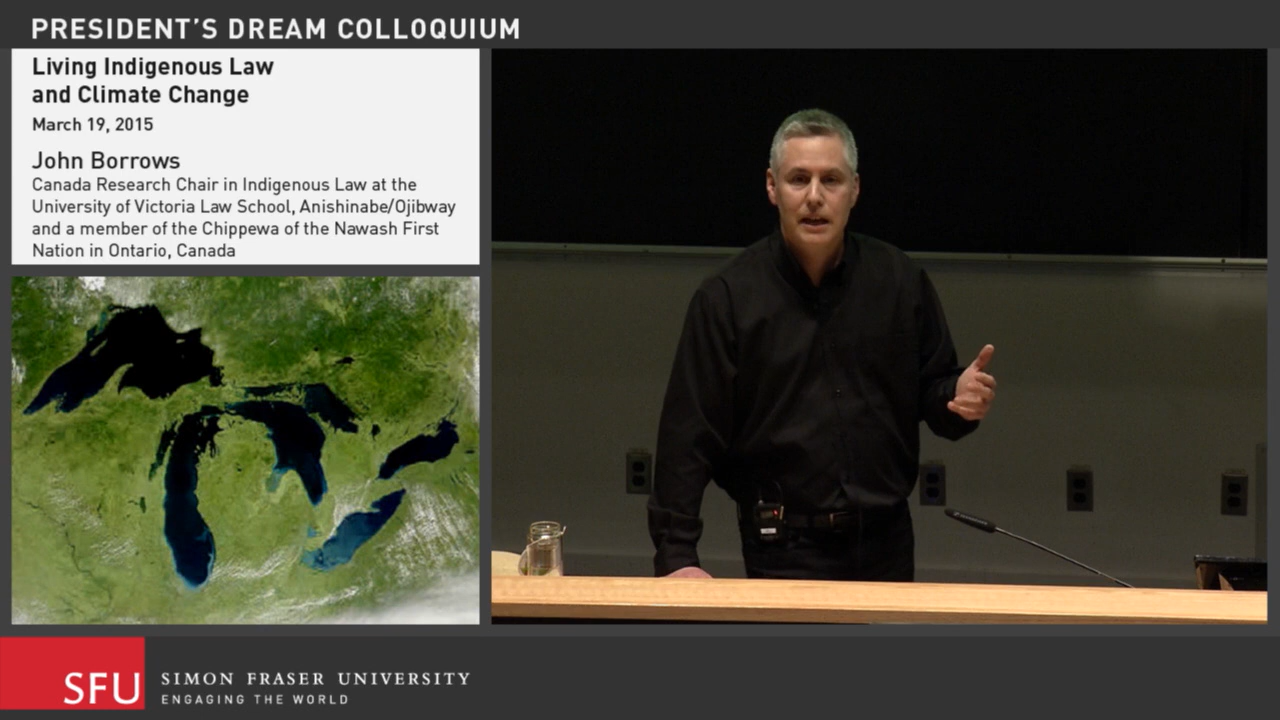 PRESIDENT'S DREAM COLLOQUIUM
Living Indigenous Law
and Climate Change
March 19, 2015
John Borrows
Canada Research Chair in Indigenous Law at the
University of Victoria Law School, Anishinabe/Ojibway
and a member of the Chippewa of the Nawash First
Nation in Ontario, Canada
SFU
SIMON FRASER UNIVERSITY
ENGAGING THE WORLD